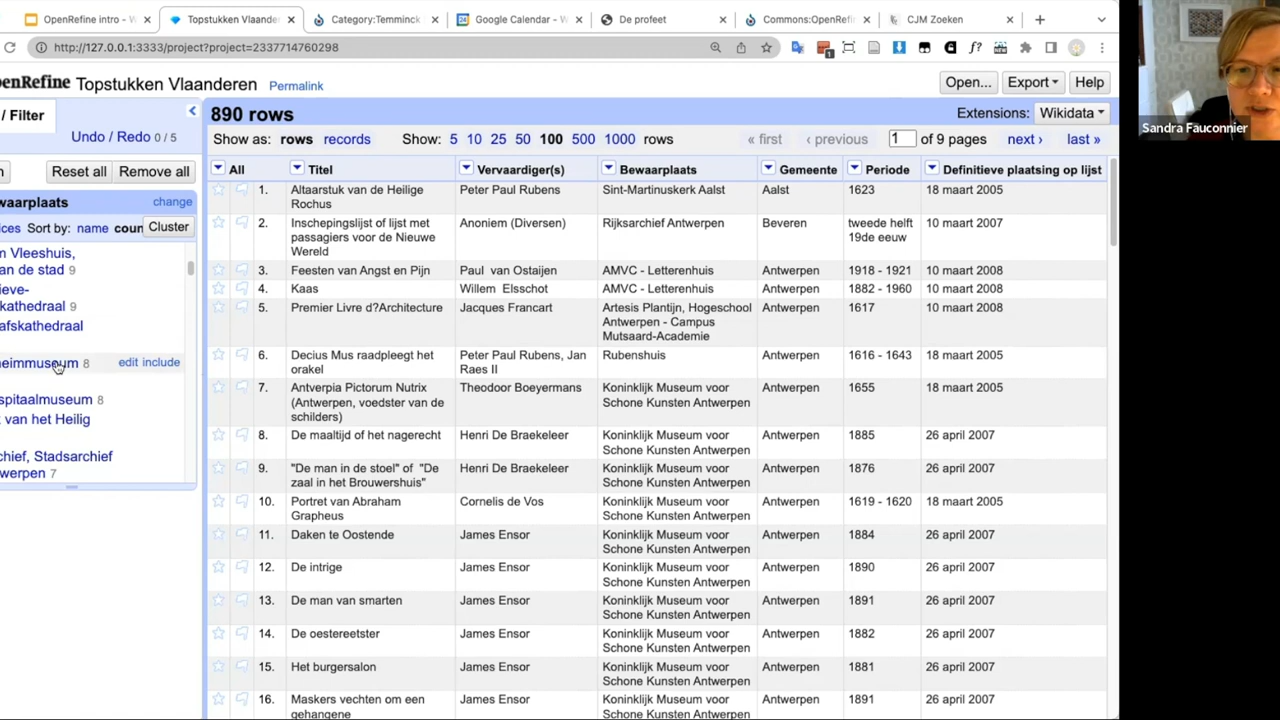 OpenRefine intro - W
Topstukken Vlaander
Category:Temminck
Google Calendar - W
De profeet
Commons:OpenRefin
CJM Zoeken
http://127.0.0.1:3333/project?project=2337714760298
enRefine Topstukken Vlaanderen Permalink
Open... Export Help
/ Filter
Undo / Redo 0 / 5
890 rows
Extensions: Wikidata
Show as: rows records Show: 5 10 25 50 100 500 1000 rows « first ‹ previous 1 of 9 pages next › last »
Reset all Remove all
waarplaats change
ices Sort by: name coun Cluster
n Vleeshuis,
an de stad 9
ieve-
kathedraal 9
afskathedraal
heimmuseum 8 edit include
spitaalmuseum 8
k van het Heilig
chief, Stadsarchief
werpen 7
All Titel Vervaardiger(s) Bewaarplaats Gemeente Periode Definitieve plaatsing op lijst
1. Altaarstuk van de Heilige Peter Paul Rubens Sint-Martinuskerk Aalst Aalst 1623 18 maart 2005
Rochus
2. Inschepingslijst of lijst met Anoniem (Diversen) Rijksarchief Antwerpen Beveren tweede helft 10 maart 2007
passagiers voor de Nieuwe 19de eeuw
Wereld
3. Feesten van Angst en Pijn Paul van Ostaijen AMVC - Letterenhuis Antwerpen 1918 - 1921 10 maart 2008
4. Kaas Willem Elsschot AMVC - Letterenhuis Antwerpen 1882 - 1960 10 maart 2008
5. Premier Livre d?Architecture Jacques Francart Artesis Plantijn, Hogeschool Antwerpen 1617 10 maart 2008
Antwerpen - Campus
Mutsaard-Academie
6. Decius Mus raadpleegt het Peter Paul Rubens, Jan Rubenshuis Antwerpen 1616 - 1643 18 maart 2005
orakel Raes II
7. Antverpia Pictorum Nutrix Theodoor Boeyermans Koninklijk Museum voor Antwerpen 1655 18 maart 2005
(Antwerpen, voedster van de Schone Kunsten Antwerpen
schilders)
8. De maaltijd of het nagerecht Henri De Braekeleer Koninklijk Museum voor Antwerpen 1885 26 april 2007
Schone Kunsten Antwerpen
9. "De man in de stoel" of "De Henri De Braekeleer Koninklijk Museum voor Antwerpen 1876 26 april 2007
zaal in het Brouwershuis" Schone Kunsten Antwerpen
10. Portret van Abraham Cornelis de Vos Koninklijk Museum voor Antwerpen 1619 - 1620 18 maart 2005
Grapheus Schone Kunsten Antwerpen
11. Daken te Oostende James Ensor Koninklijk Museum voor Antwerpen 1884 26 april 2007
Schone Kunsten Antwerpen
12. De intrige James Ensor Koninklijk Museum voor Antwerpen 1890 26 april 2007
Schone Kunsten Antwerpen
13. De man van smarten James Ensor Koninklijk Museum voor Antwerpen 1891 26 april 2007
Schone Kunsten Antwerpen
14. De oestereetster James Ensor Koninklijk Museum voor Antwerpen 1882 26 april 2007
Schone Kunsten Antwerpen
15. Het burgersalon James Ensor Koninklijk Museum voor Antwerpen 1881 26 april 2007
Schone Kunsten Antwerpen
16. Maskers vechten om een James Ensor Koninklijk Museum voor Antwerpen 1891 26 april 2007
gehangene Schone Kunsten Antwerpen
Sandra Fauconnier